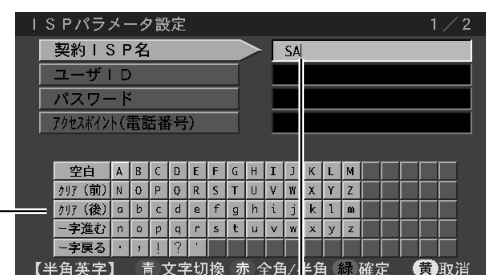 ISPパラメータ設定 1／2
契約ISP名 SA
ユーザID
パスワード
アクセスポイント(電話番号)
空白 A B C D E F G H I J K L M
クリア(前) N O P Q R S T U V W X Y Z
クリア(後) a b c d e f g h i j k l m
一字進む n o p q r s t u v w x y z
一字戻る ・ , ! ? '
【半角英字】 青 文字切換 赤 全角/半角 緑 確定 黄 取消